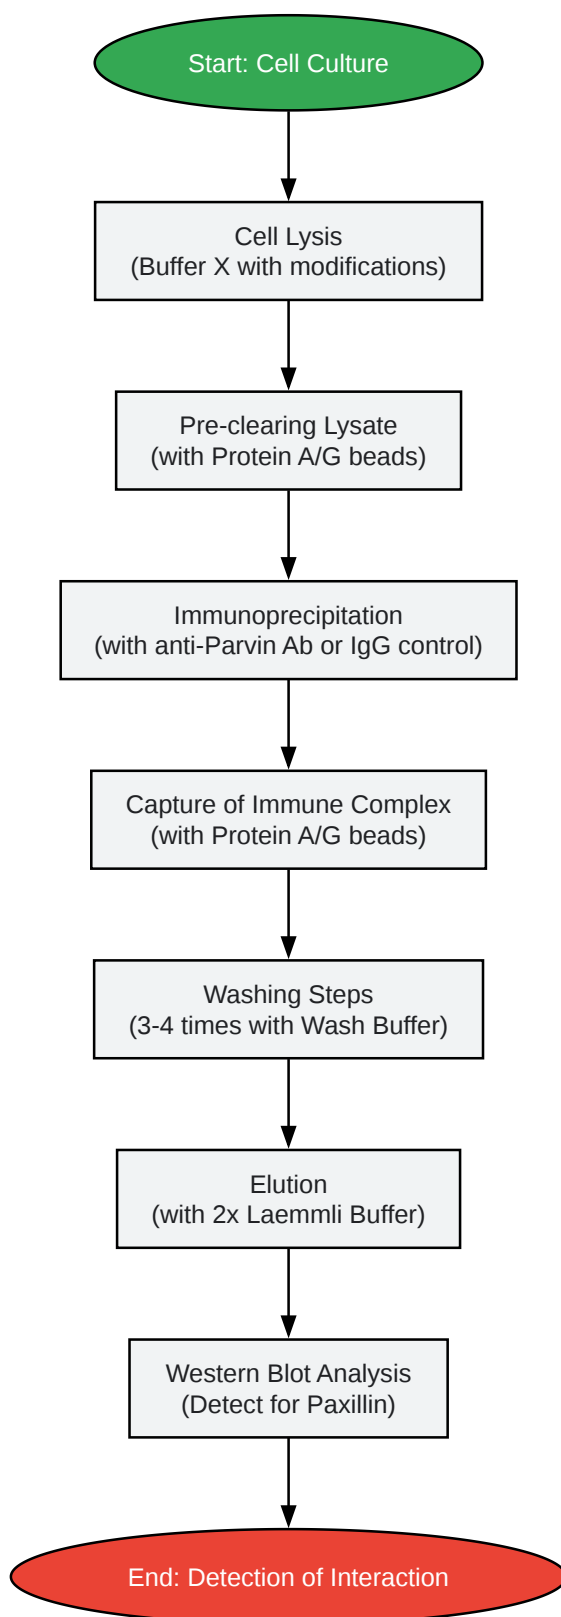 Start: Cell Culture
Cell Lysis
(Buffer X with modifications)
Pre-clearing Lysate
(with Protein A/G beads)
Immunoprecipitation
(with anti-Parvin Ab or IgG control)
Capture of Immune Complex
(with Protein A/G beads)
Washing Steps
(3-4 times with Wash Buffer)
Elution
(with 2x Laemmli Buffer)
Western Blot Analysis
(Detect for Paxillin)
End: Detection of Interaction